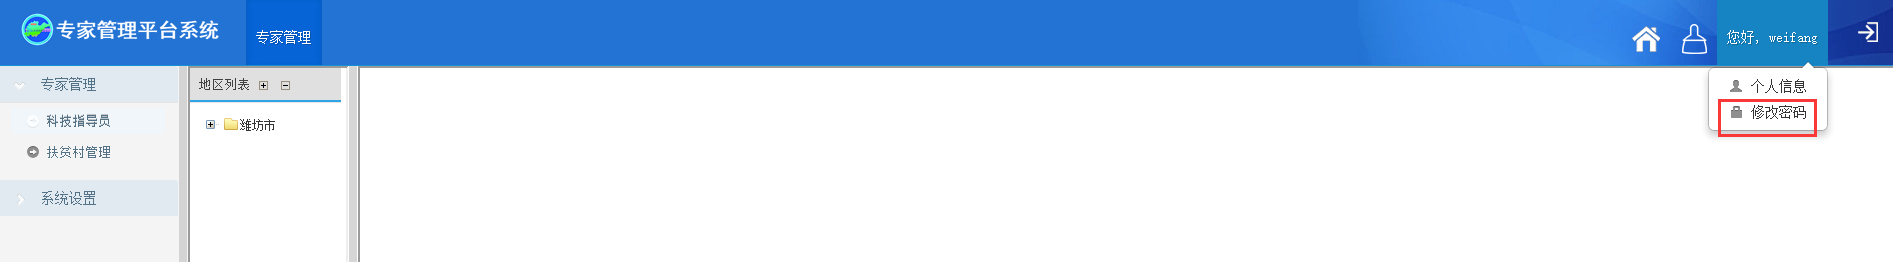 专家管理平台系统
专家管理
您好, weifang
个人信息
修改密码
专家管理
科技指导员
扶贫村管理
系统设置
地区列表
潍坊市